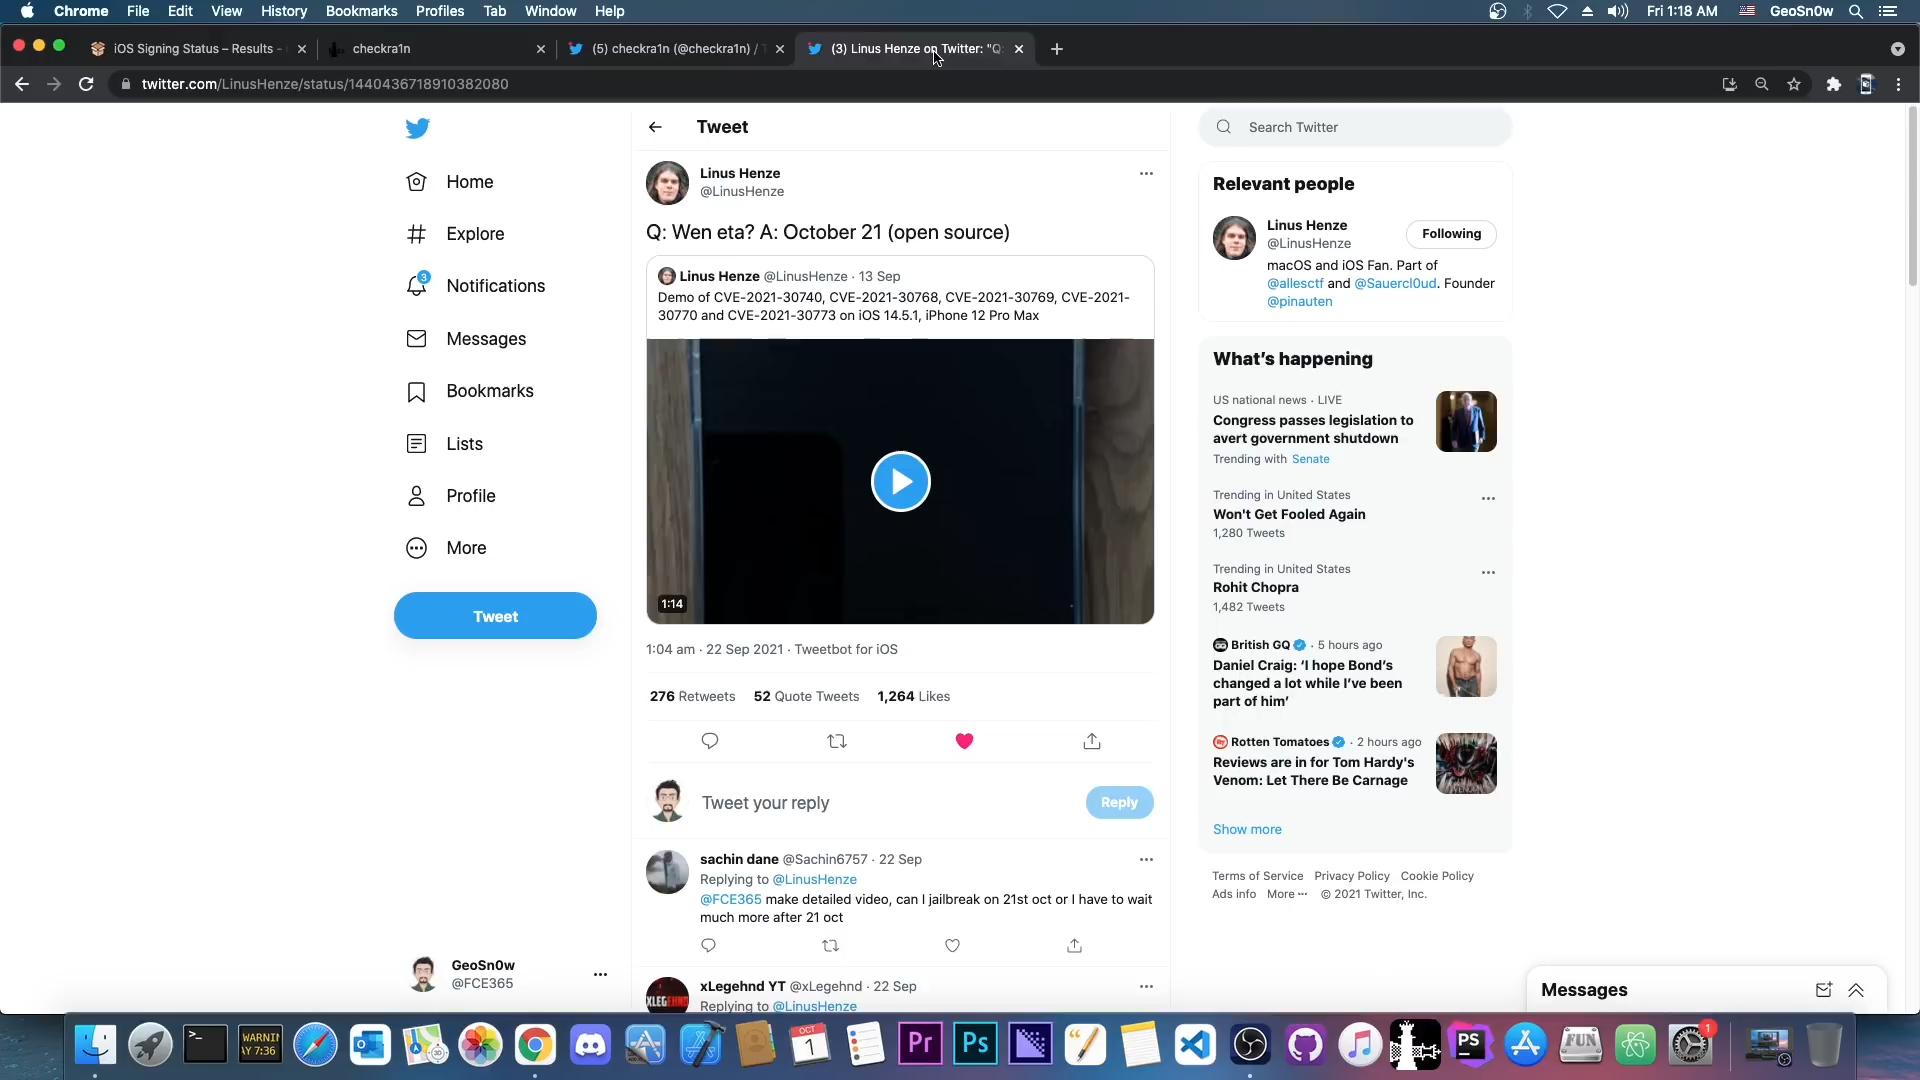 Chrome File Edit View History Bookmarks Profiles Tab Window Help
Fri 1:18 AM GeoSn0w
iOS Signing Status – Results -
checkra1n
(5) checkra1n (@checkra1n) / T
(3) Linus Henze on Twitter: "Q:
twitter.com/LinusHenze/status/1440436718910382080
Home
Explore
3
Notifications
Messages
Bookmarks
Lists
Profile
More
Tweet
GeoSn0w
@FCE365
Tweet
Linus Henze
@LinusHenze
Q: Wen eta? A: October 21 (open source)
Linus Henze @LinusHenze · 13 Sep
Demo of CVE-2021-30740, CVE-2021-30768, CVE-2021-30769, CVE-2021-
30770 and CVE-2021-30773 on iOS 14.5.1, iPhone 12 Pro Max
1:14
1:04 am · 22 Sep 2021 · Tweetbot for iOS
276 Retweets 52 Quote Tweets 1,264 Likes
Tweet your reply
Reply
sachin dane @Sachin6757 · 22 Sep
Replying to @LinusHenze
@FCE365 make detailed video, can I jailbreak on 21st oct or I have to wait
much more after 21 oct
xLegehnd YT @xLegehnd · 22 Sep
Replying to @LinusHenze
XLEGEHND
Search Twitter
Relevant people
Linus Henze
@LinusHenze
Following
macOS and iOS Fan. Part of
@allesctf and @Sauercl0ud. Founder
@pinauten
What's happening
US national news · LIVE
Congress passes legislation to
avert government shutdown
Trending with Senate
Trending in United States
Won't Get Fooled Again
1,280 Tweets
Trending in United States
Rohit Chopra
1,482 Tweets
British GQ · 5 hours ago
Daniel Craig: 'I hope Bond's
changed a lot while I've been
part of him'
Rotten Tomatoes · 2 hours ago
Reviews are in for Tom Hardy's
Venom: Let There Be Carnage
Show more
Terms of Service Privacy Policy Cookie Policy
Ads info More ··· © 2021 Twitter, Inc.
Messages
WARNIN
AY 7:36
OCT
1
Pr
Ps
PS
FUN
1